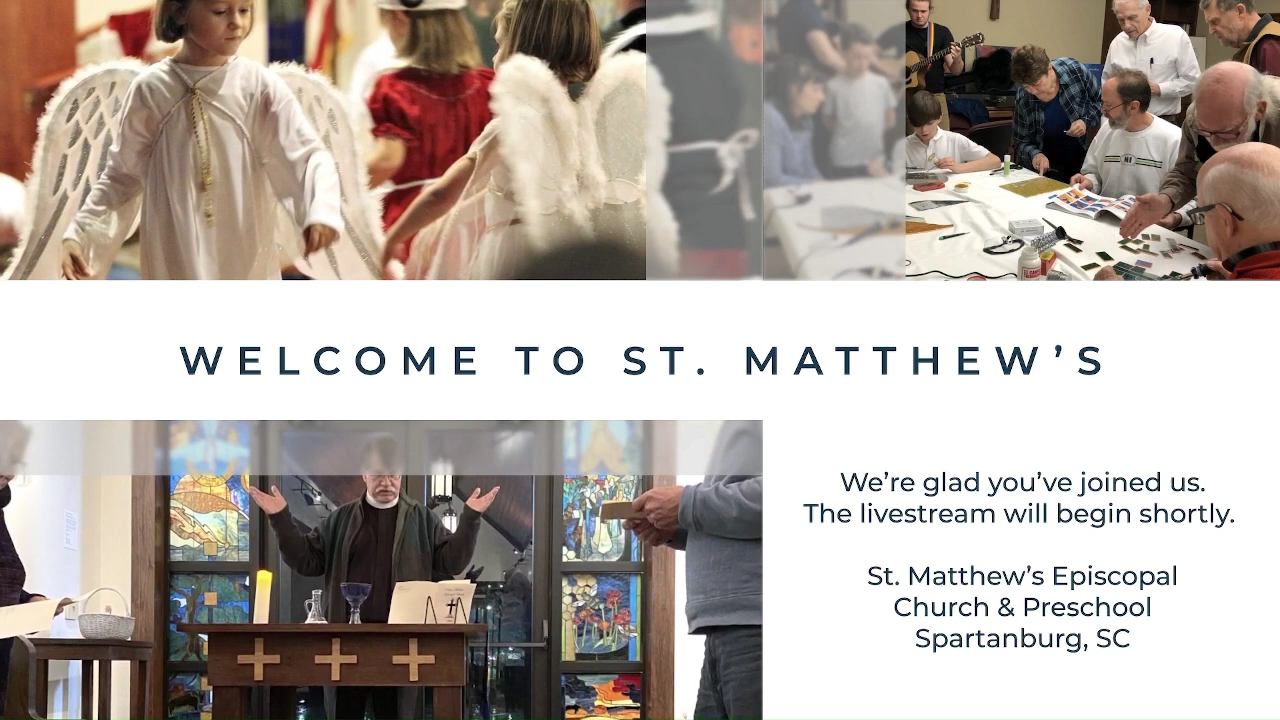 WELCOME TO ST. MATTHEW’S
We’re glad you’ve joined us.
The livestream will begin shortly.
St. Matthew’s Episcopal
Church & Preschool
Spartanburg, SC